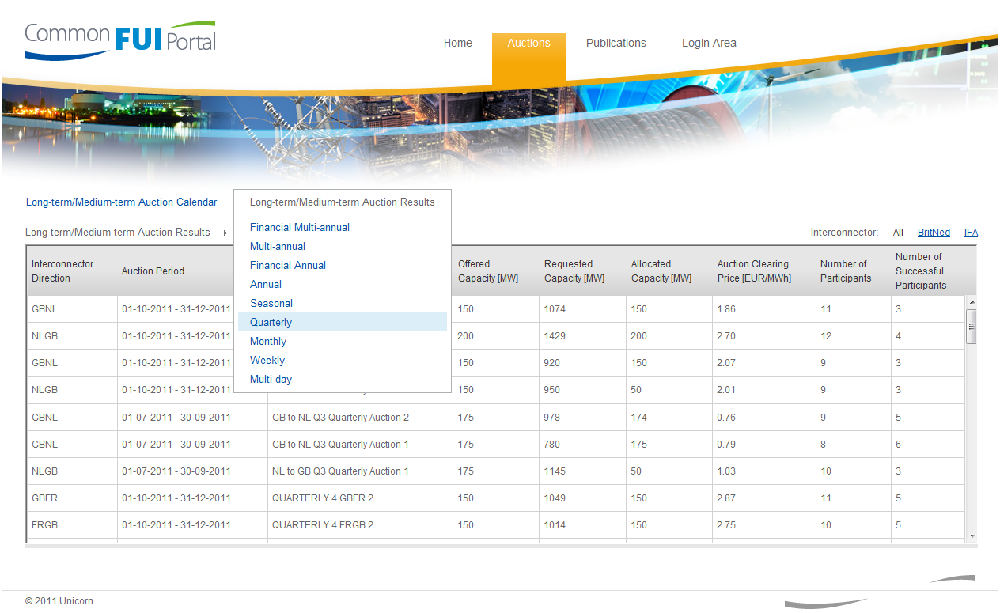 Common FUI Portal
Home Auctions Publications Login Area
Long-term/Medium-term Auction Calendar
Long-term/Medium-term Auction Results
Financial Multi-annual
Multi-annual
Financial Annual
Annual
Seasonal
Quarterly
Monthly
Weekly
Multi-day
Long-term/Medium-term Auction Results
Interconnector: All BritNed IFA
Interconnector Direction Auction Period Offered Capacity [MW] Requested Capacity [MW] Allocated Capacity [MW] Auction Clearing Price [EUR/MWh] Number of Participants Number of Successful Participants
GBNL 01-10-2011 - 31-12-2011 150 1074 150 1.86 11 3
NLGB 01-10-2011 - 31-12-2011 200 1429 200 2.70 12 4
GBNL 01-10-2011 - 31-12-2011 150 920 150 2.07 9 3
NLGB 01-10-2011 - 31-12-2011 150 950 50 2.01 9 3
GBNL 01-07-2011 - 30-09-2011 GB to NL Q3 Quarterly Auction 2 175 978 174 0.76 9 5
GBNL 01-07-2011 - 30-09-2011 GB to NL Q3 Quarterly Auction 1 175 780 175 0.79 8 6
NLGB 01-07-2011 - 30-09-2011 NL to GB Q3 Quarterly Auction 1 175 1145 50 1.03 10 3
GBFR 01-10-2011 - 31-12-2011 QUARTERLY 4 GBFR 2 150 1049 150 2.87 11 5
FRGB 01-10-2011 - 31-12-2011 QUARTERLY 4 FRGB 2 150 1014 150 2.75 10 5
© 2011 Unicorn.